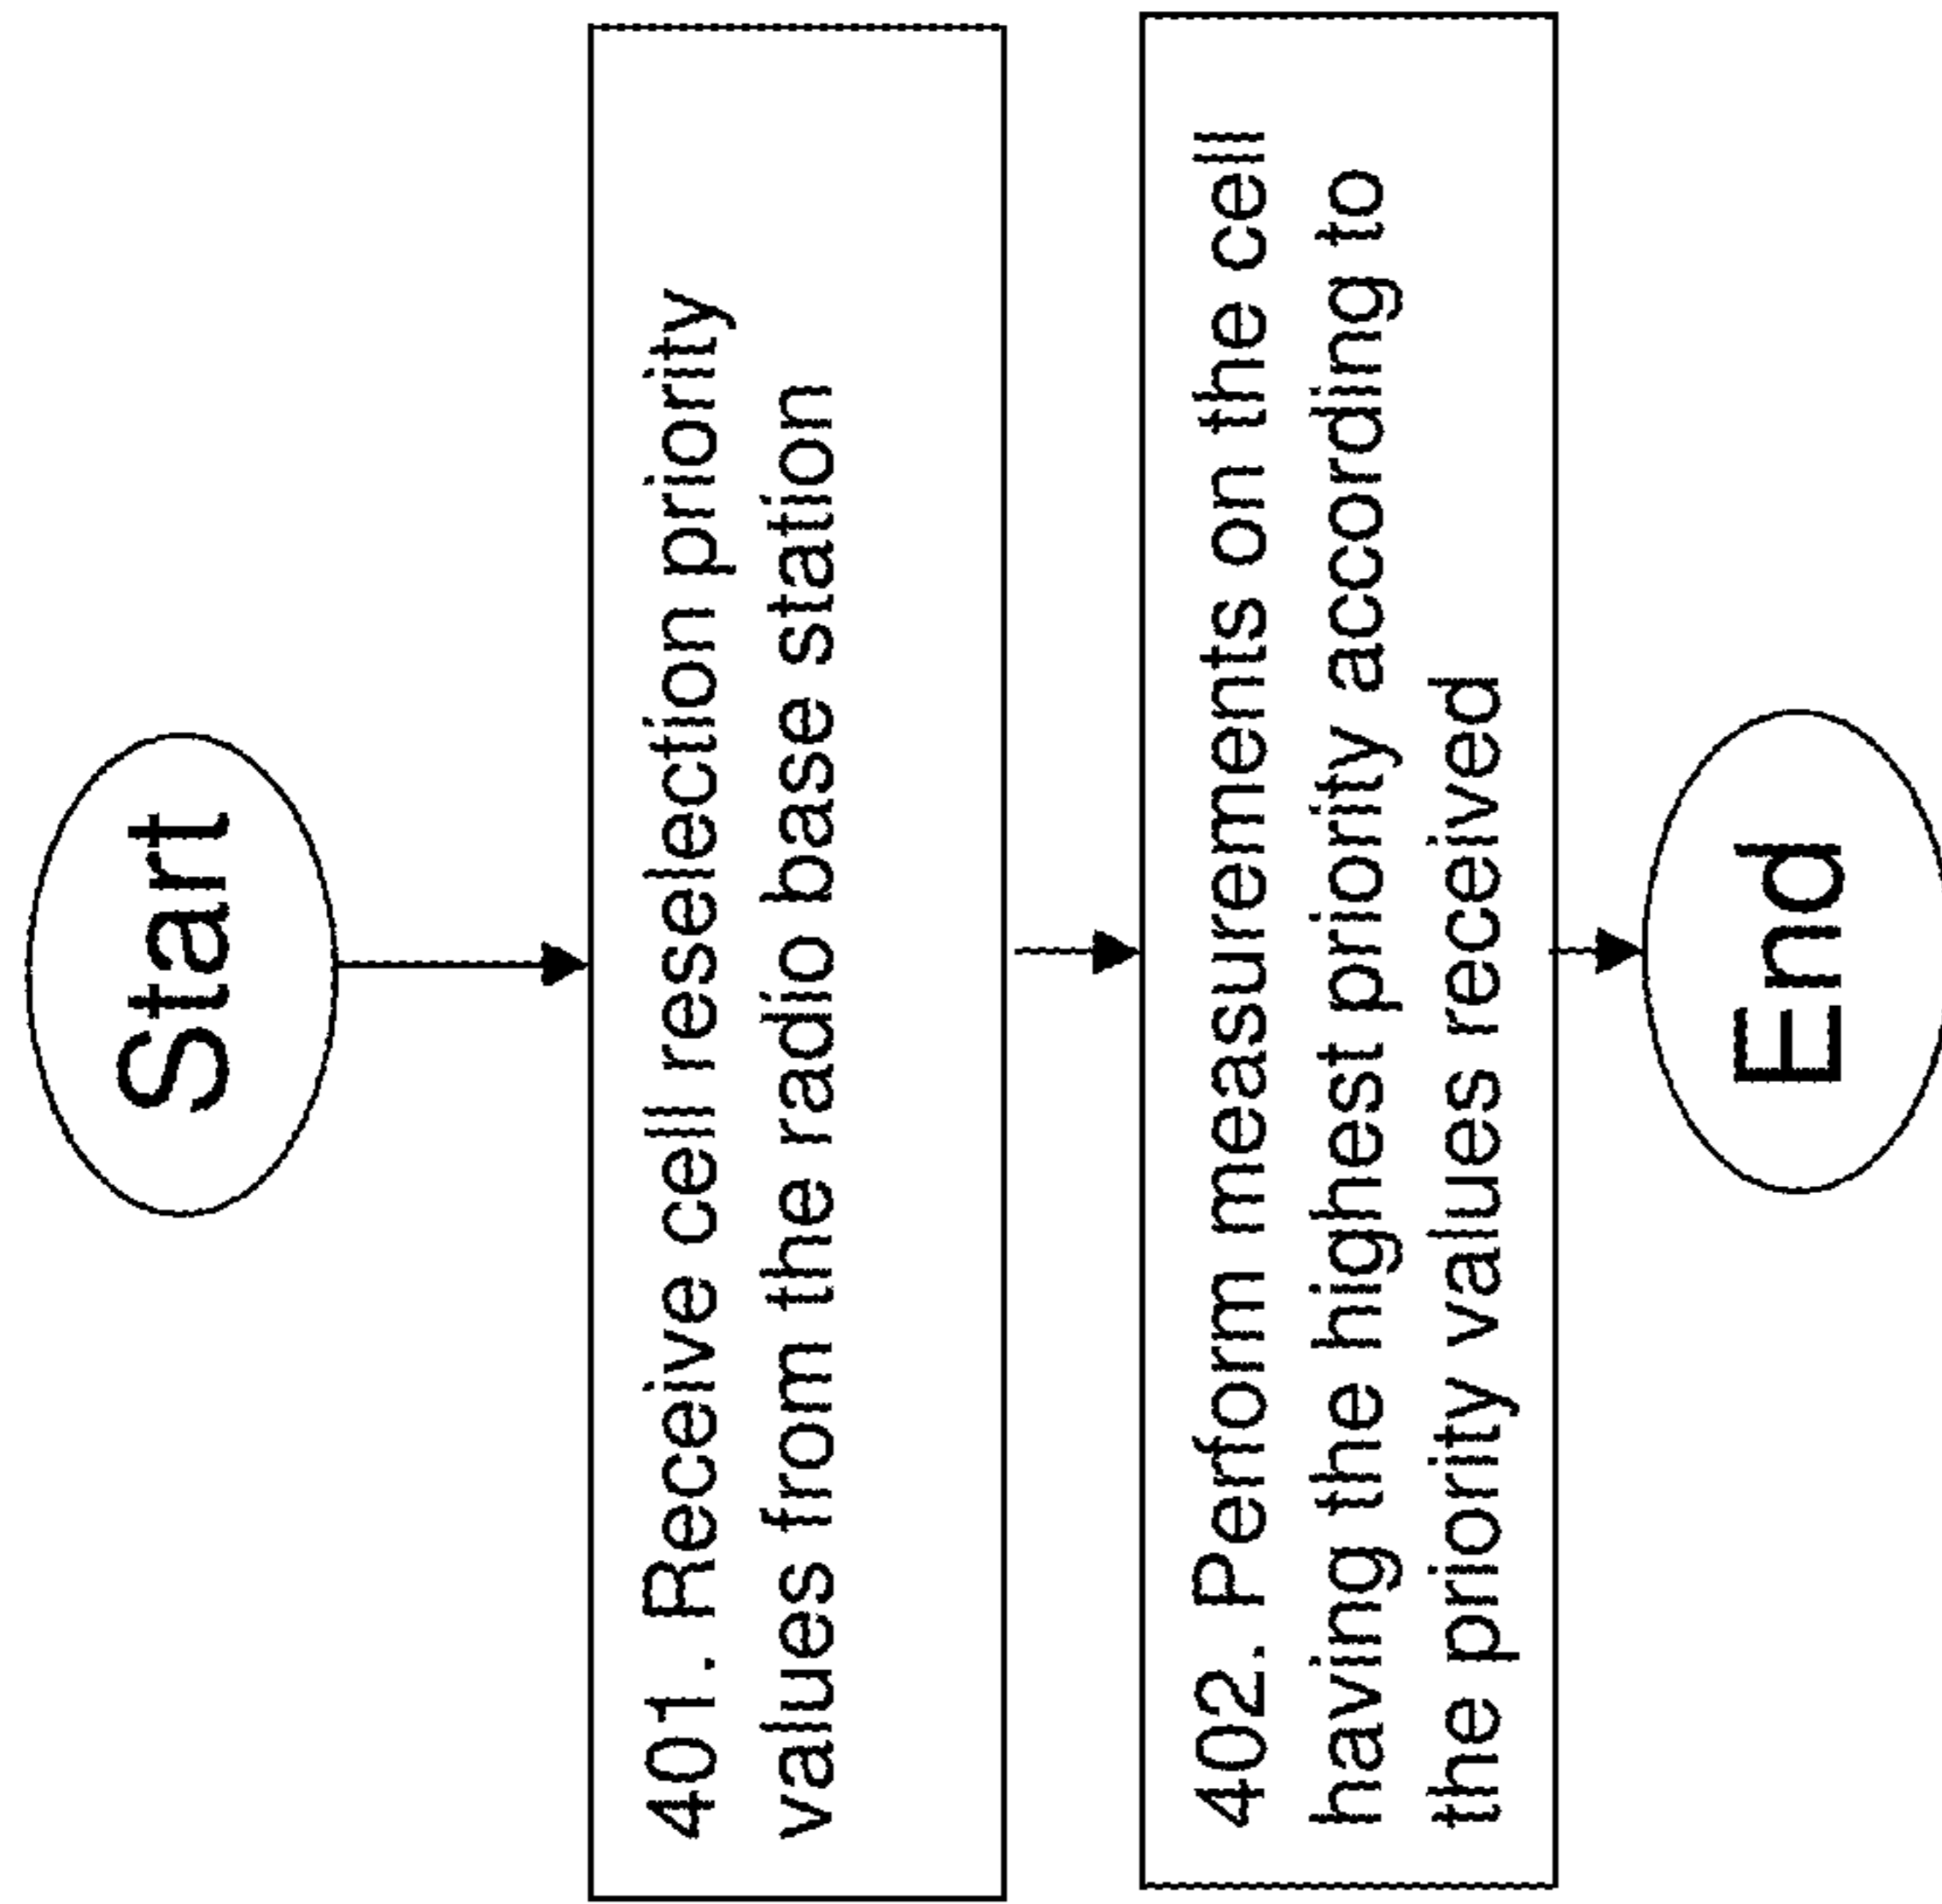 Start
401. Receive cell reselection priority
values from the radio base station
402. Perform measurements on the cell
having the highest priority according to
the priority values received
End